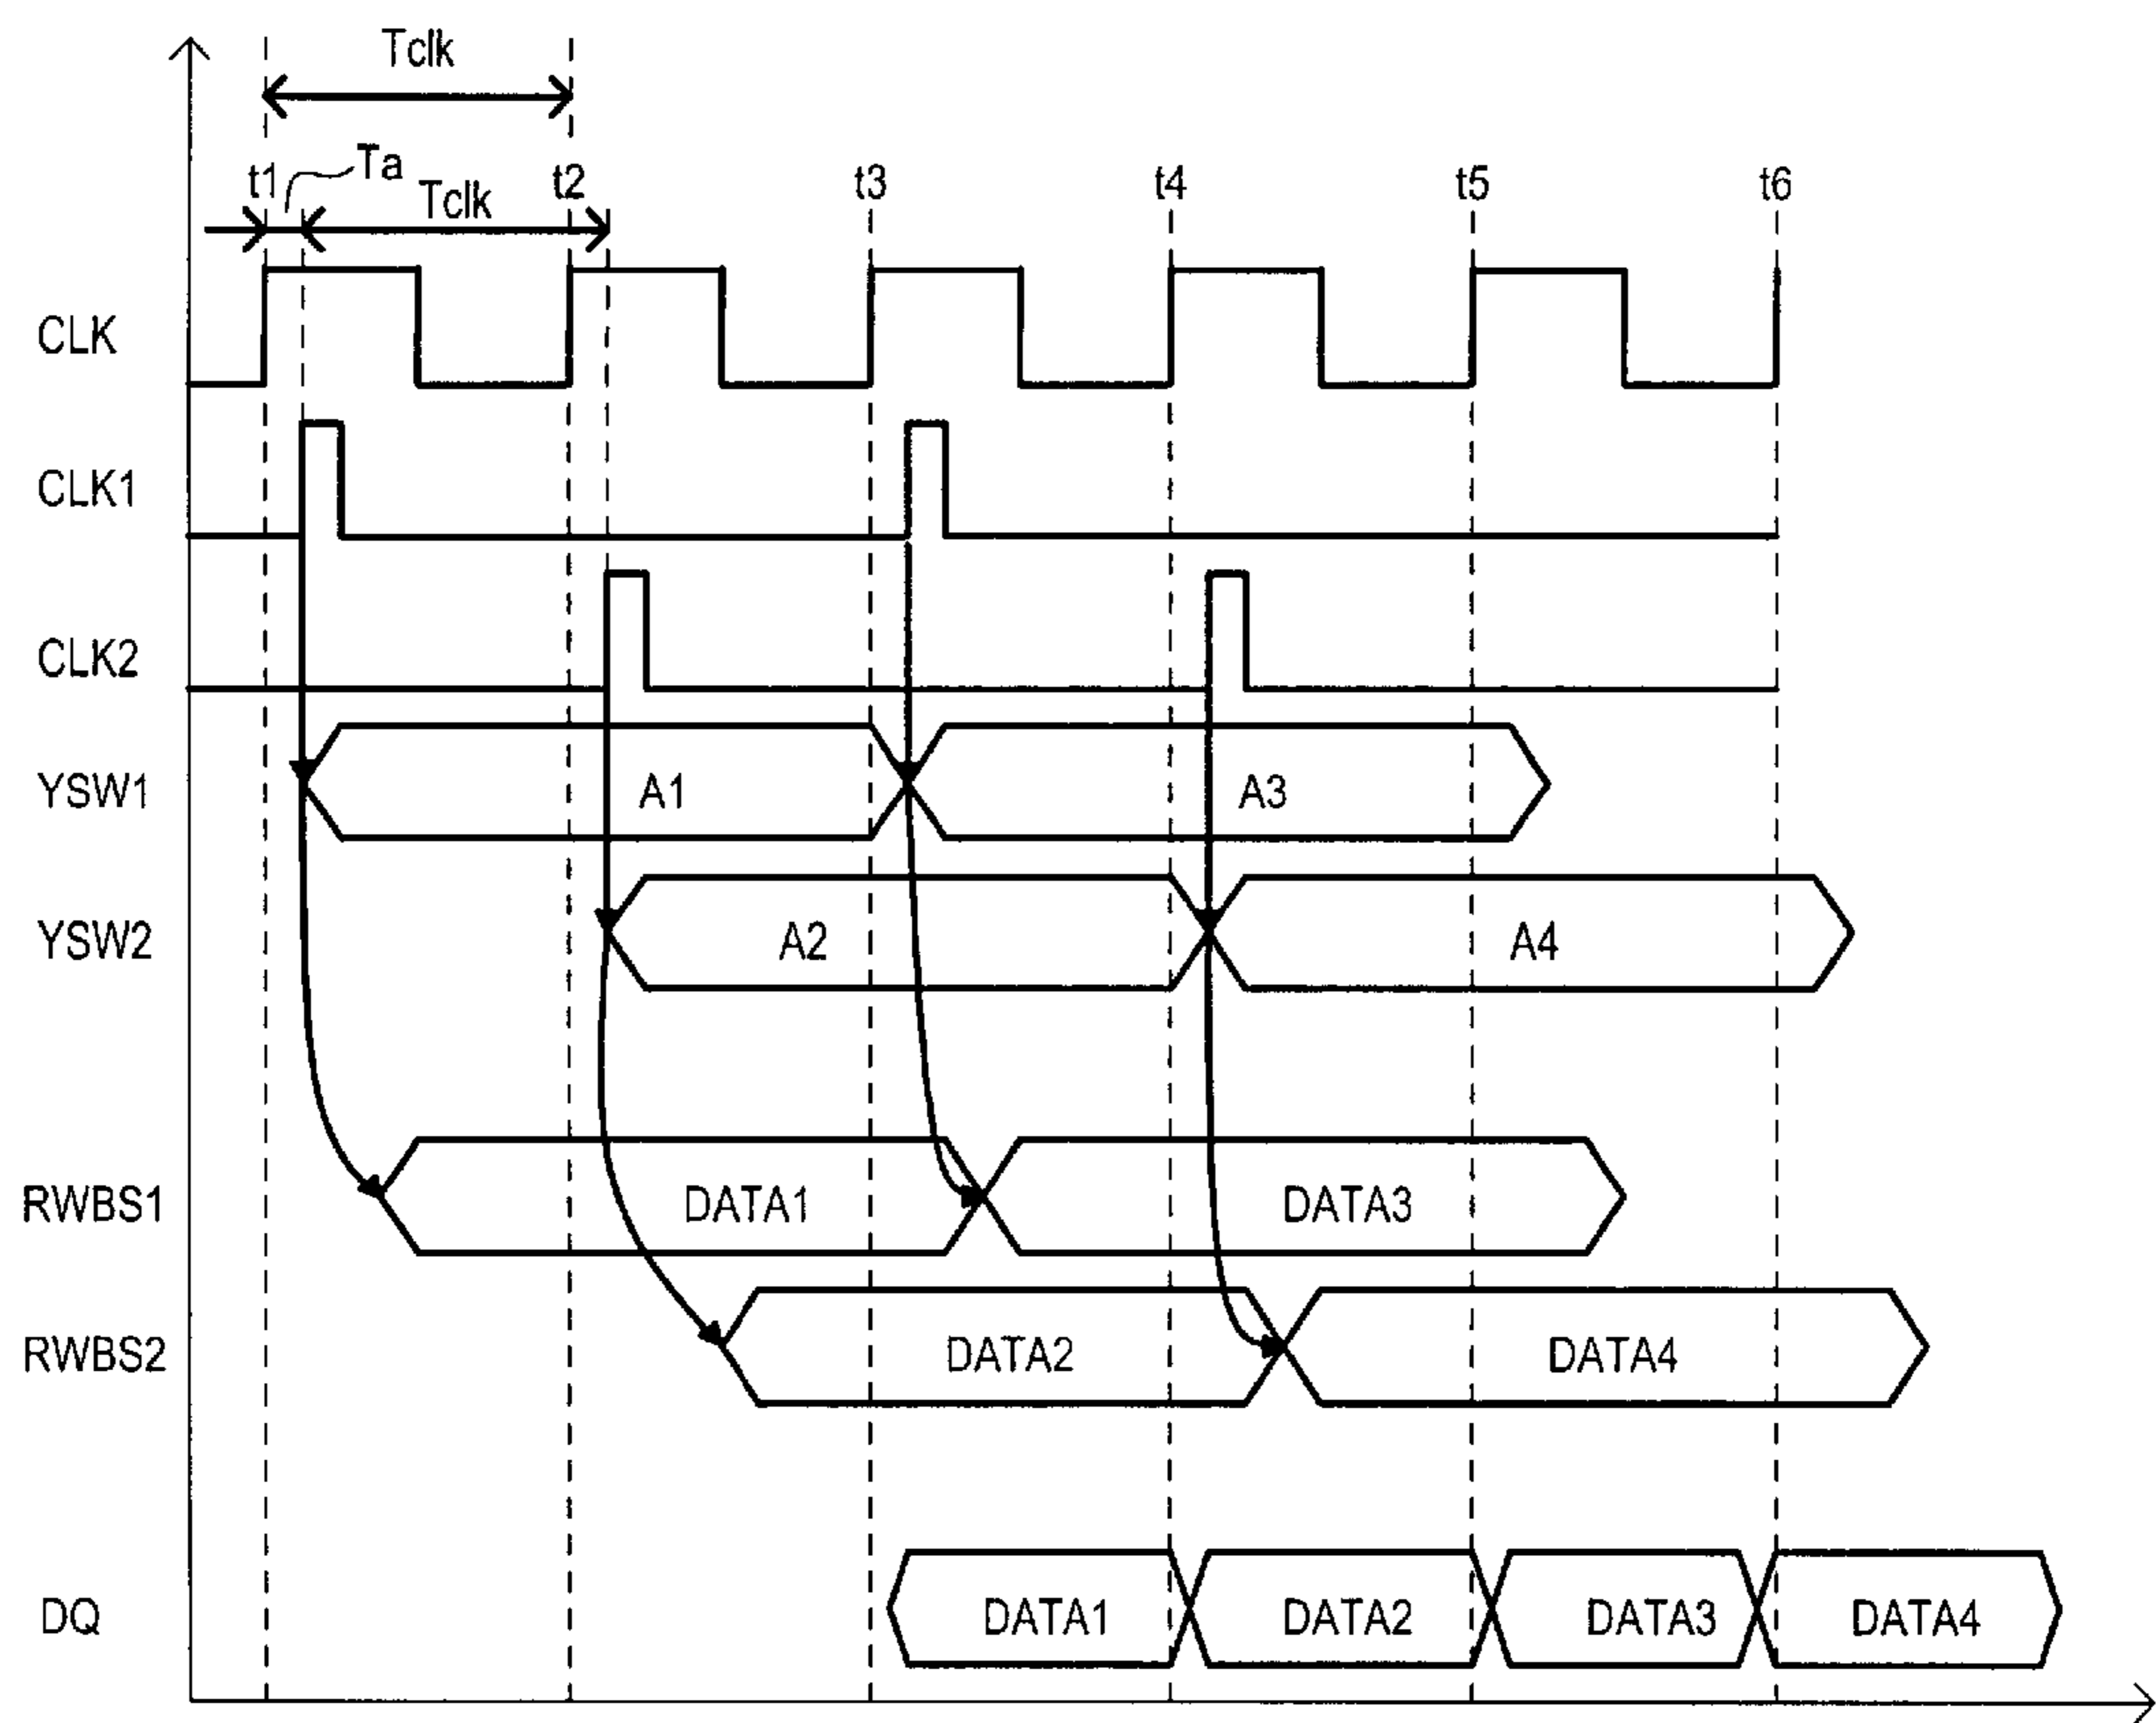 Tclk
Ta
t1 Tclk t2 t3 t4 t5 t6
CLK
CLK1
CLK2
YSW1 A1 A3
YSW2 A2 A4
RWBS1 DATA1 DATA3
RWBS2 DATA2 DATA4
DQ DATA1 DATA2 DATA3 DATA4